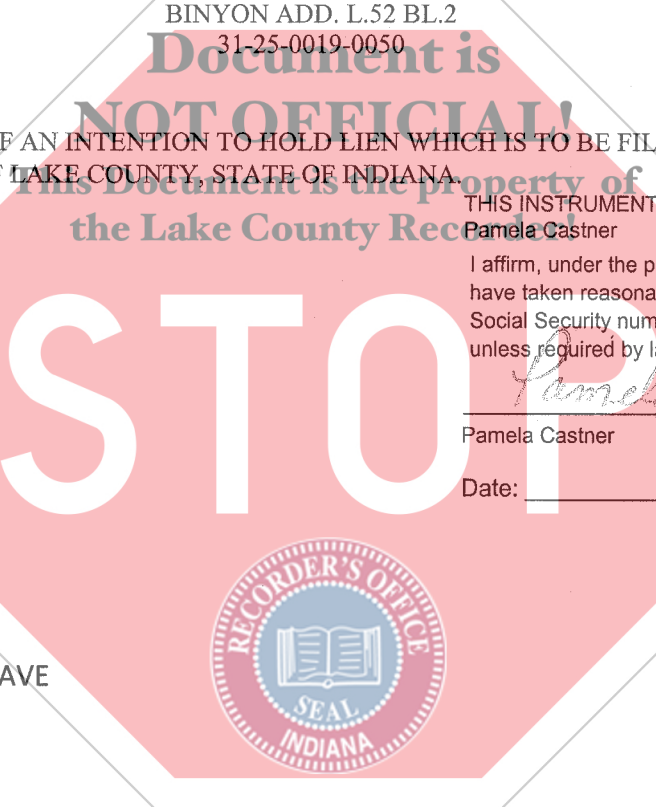 BINYON ADD. L.52 BL.2
31-25-0019-0050
Document is
NOT OFFICIAL!
F AN INTENTION TO HOLD LIEN WHICH IS TO BE FIL
LAKE COUNTY, STATE OF INDIANA.
This Document is the property of
the Lake County Recorder!
THIS INSTRUMENT
Pamela Castner
I affirm, under the p
have taken reasona
Social Security num
unless required by la
Pamel
Pamela Castner
Date:
STOP
RECORDER'S OFFICE
SEAL
INDIANA
AVE